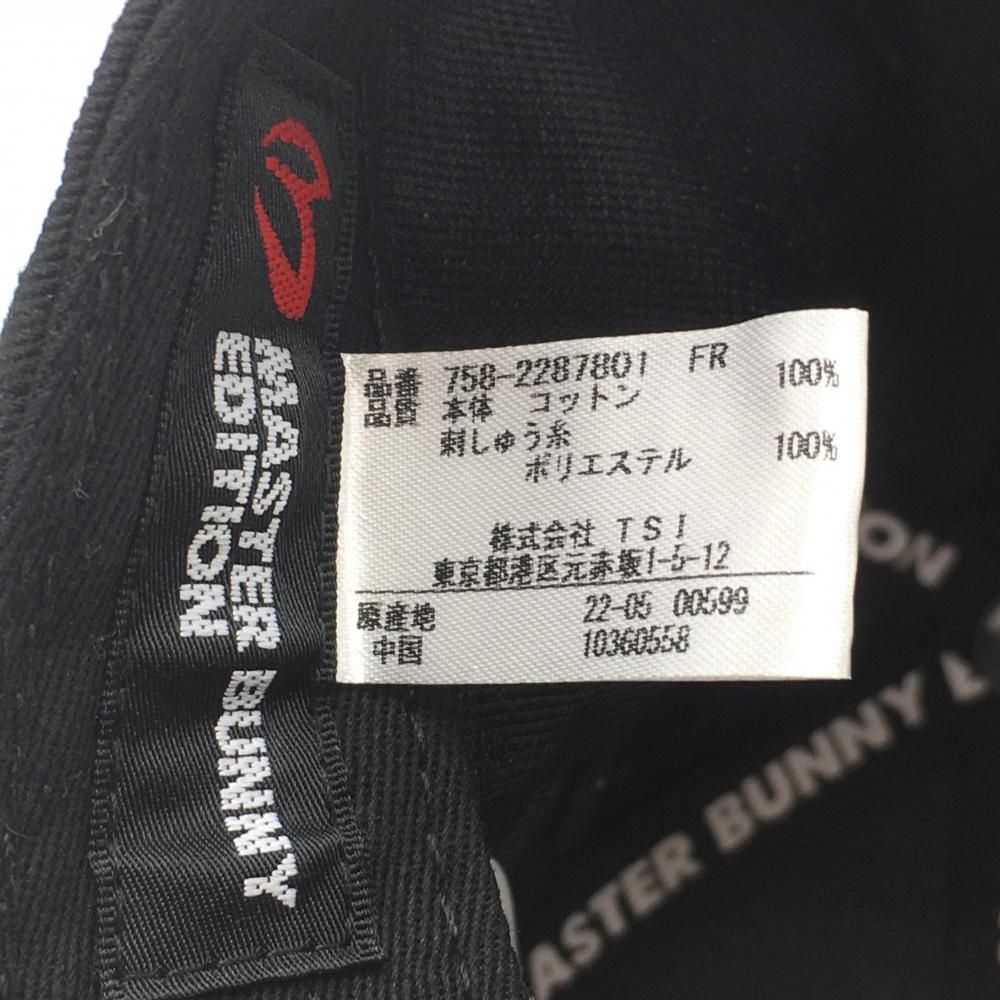 MASTER BUNNY
EDITION
品番 758-2287801 FR
品質 本体 コットン 100%
刺しゅう糸
ポリエステル 100%
株式会社 TSI
東京都港区元赤坂1-5-12
原産地 22-05 00599
中国 10360558
ION
ASTER BUNNY